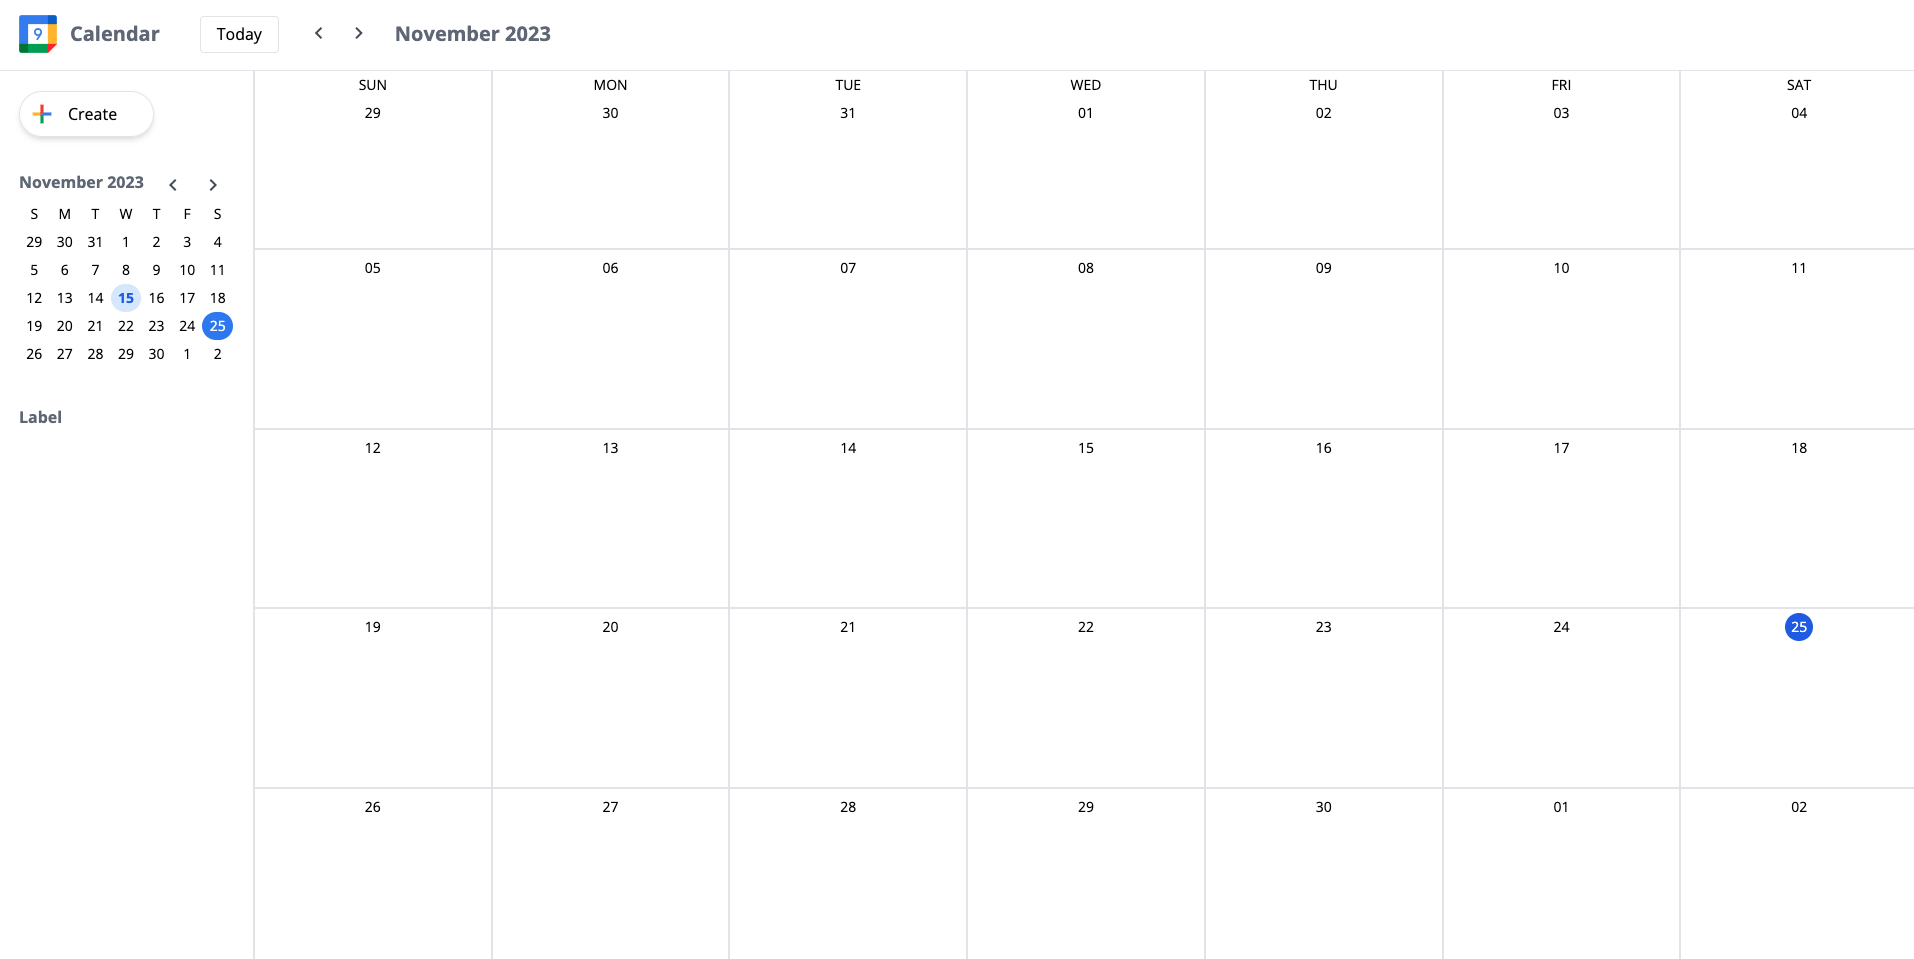 9 Calendar Today November 2023
Create
November 2023
S M T W T F S
29 30 31 1 2 3 4
5 6 7 8 9 10 11
12 13 14 15 16 17 18
19 20 21 22 23 24 25
26 27 28 29 30 1 2
Label
SUN MON TUE WED THU FRI SAT
29 30 31 01 02 03 04
05 06 07 08 09 10 11
12 13 14 15 16 17 18
19 20 21 22 23 24 25
26 27 28 29 30 01 02